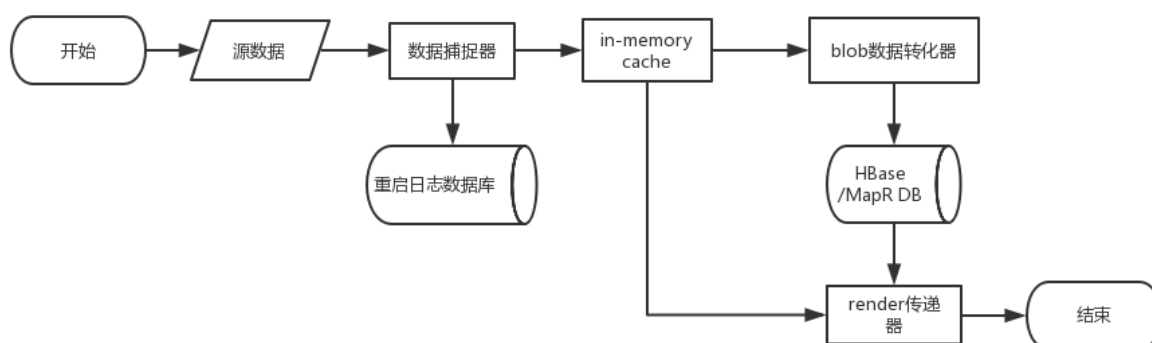 开始
源数据
数据捕捉器
in-memory
cache
blob数据转化器
重启日志数据库
HBase
/MapR DB
render传递
器
结束